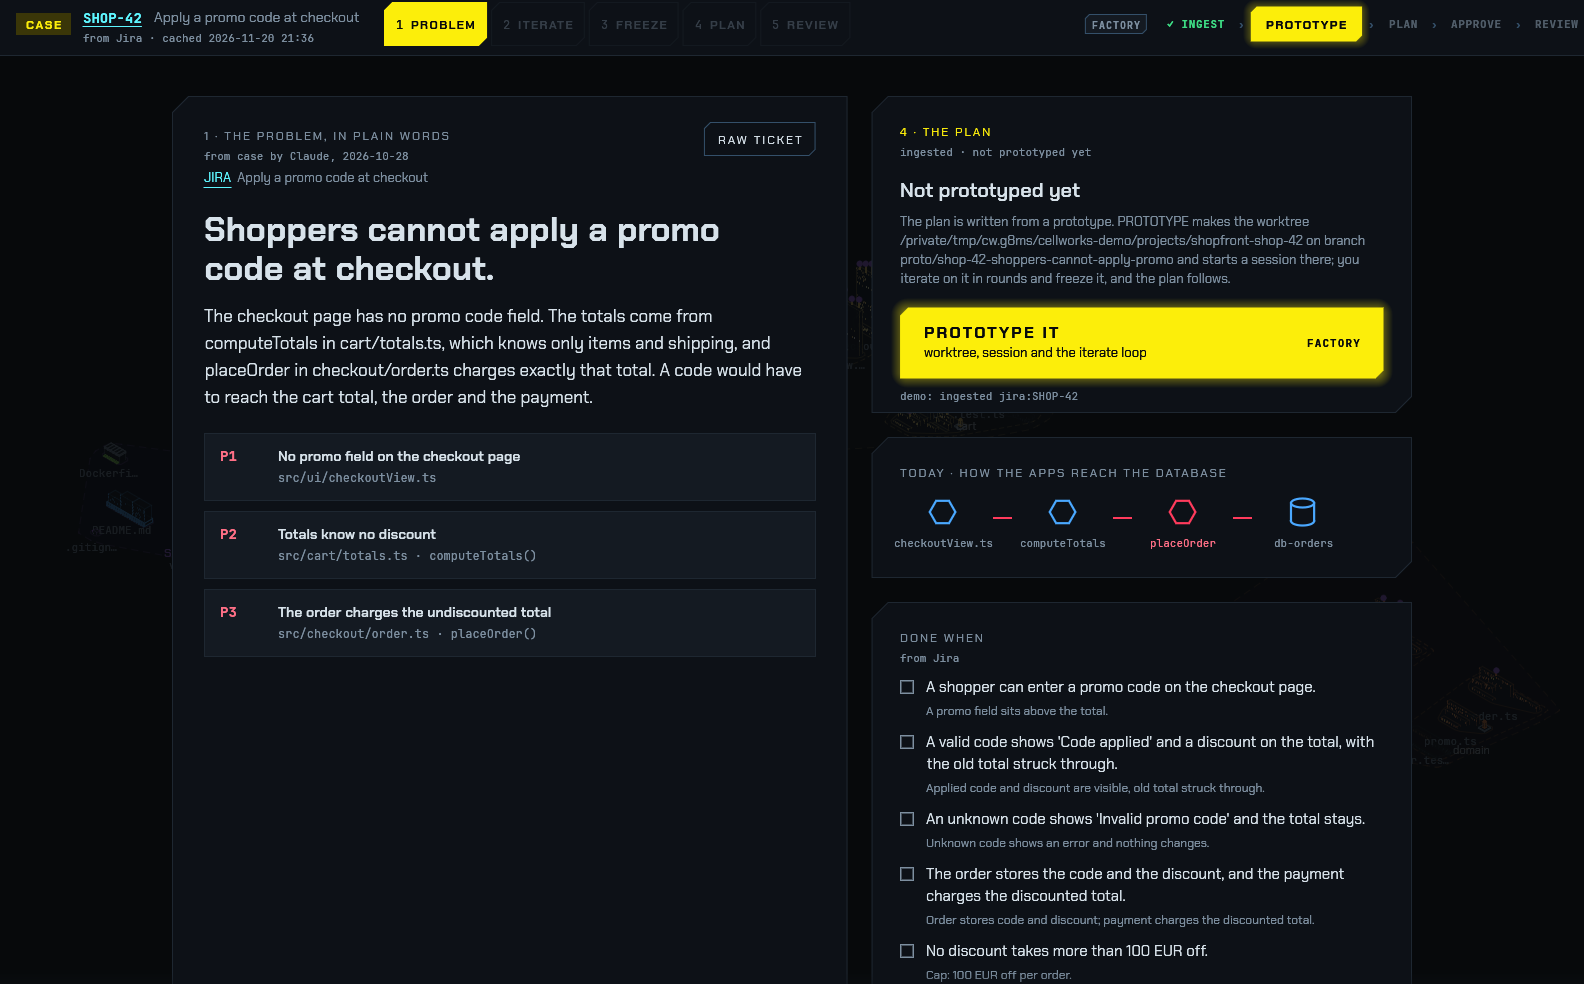 CASE
SHOP-42 Apply a promo code at checkout
from Jira · cached 2026-11-20 21:36
1 PROBLEM
2 ITERATE
3 FREEZE
4 PLAN
5 REVIEW
FACTORY
✓ INGEST › PROTOTYPE › PLAN › APPROVE › REVIEW
1 · THE PROBLEM, IN PLAIN WORDS
from case by Claude, 2026-10-28
JIRA Apply a promo code at checkout
RAW TICKET
Shoppers cannot apply a promo
code at checkout.
The checkout page has no promo code field. The totals come from
computeTotals in cart/totals.ts, which knows only items and shipping, and
placeOrder in checkout/order.ts charges exactly that total. A code would have
to reach the cart total, the order and the payment.
P1 No promo field on the checkout page
src/ui/checkoutView.ts
P2 Totals know no discount
src/cart/totals.ts · computeTotals()
P3 The order charges the undiscounted total
src/checkout/order.ts · placeOrder()
4 · THE PLAN
ingested · not prototyped yet
Not prototyped yet
The plan is written from a prototype. PROTOTYPE makes the worktree
/private/tmp/cw.g8ms/cellworks-demo/projects/shopfront-shop-42 on branch
proto/shop-42-shoppers-cannot-apply-promo and starts a session there; you
iterate on it in rounds and freeze it, and the plan follows.
PROTOTYPE IT
worktree, session and the iterate loop
FACTORY
demo: ingested jira:SHOP-42
TODAY · HOW THE APPS REACH THE DATABASE
checkoutView.ts
computeTotals
placeOrder
db-orders
DONE WHEN
from Jira
A shopper can enter a promo code on the checkout page.
A promo field sits above the total.
A valid code shows 'Code applied' and a discount on the total, with
the old total struck through.
Applied code and discount are visible, old total struck through.
An unknown code shows 'Invalid promo code' and the total stays.
Unknown code shows an error and nothing changes.
The order stores the code and the discount, and the payment
charges the discounted total.
Order stores code and discount; payment charges the discounted total.
No discount takes more than 100 EUR off.
Cap: 100 EUR off per order.
Dockerfi…
README.md
.gitign…
cart
promo.ts
domain